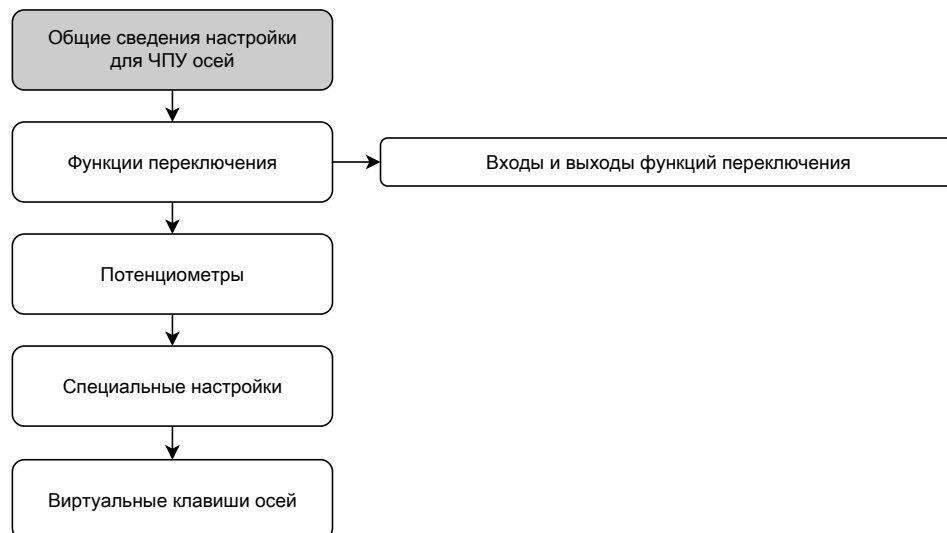 Общие сведения настройки
для ЧПУ осей
Функции переключения
Входы и выходы функций переключения
Потенциометры
Специальные настройки
Виртуальные клавиши осей